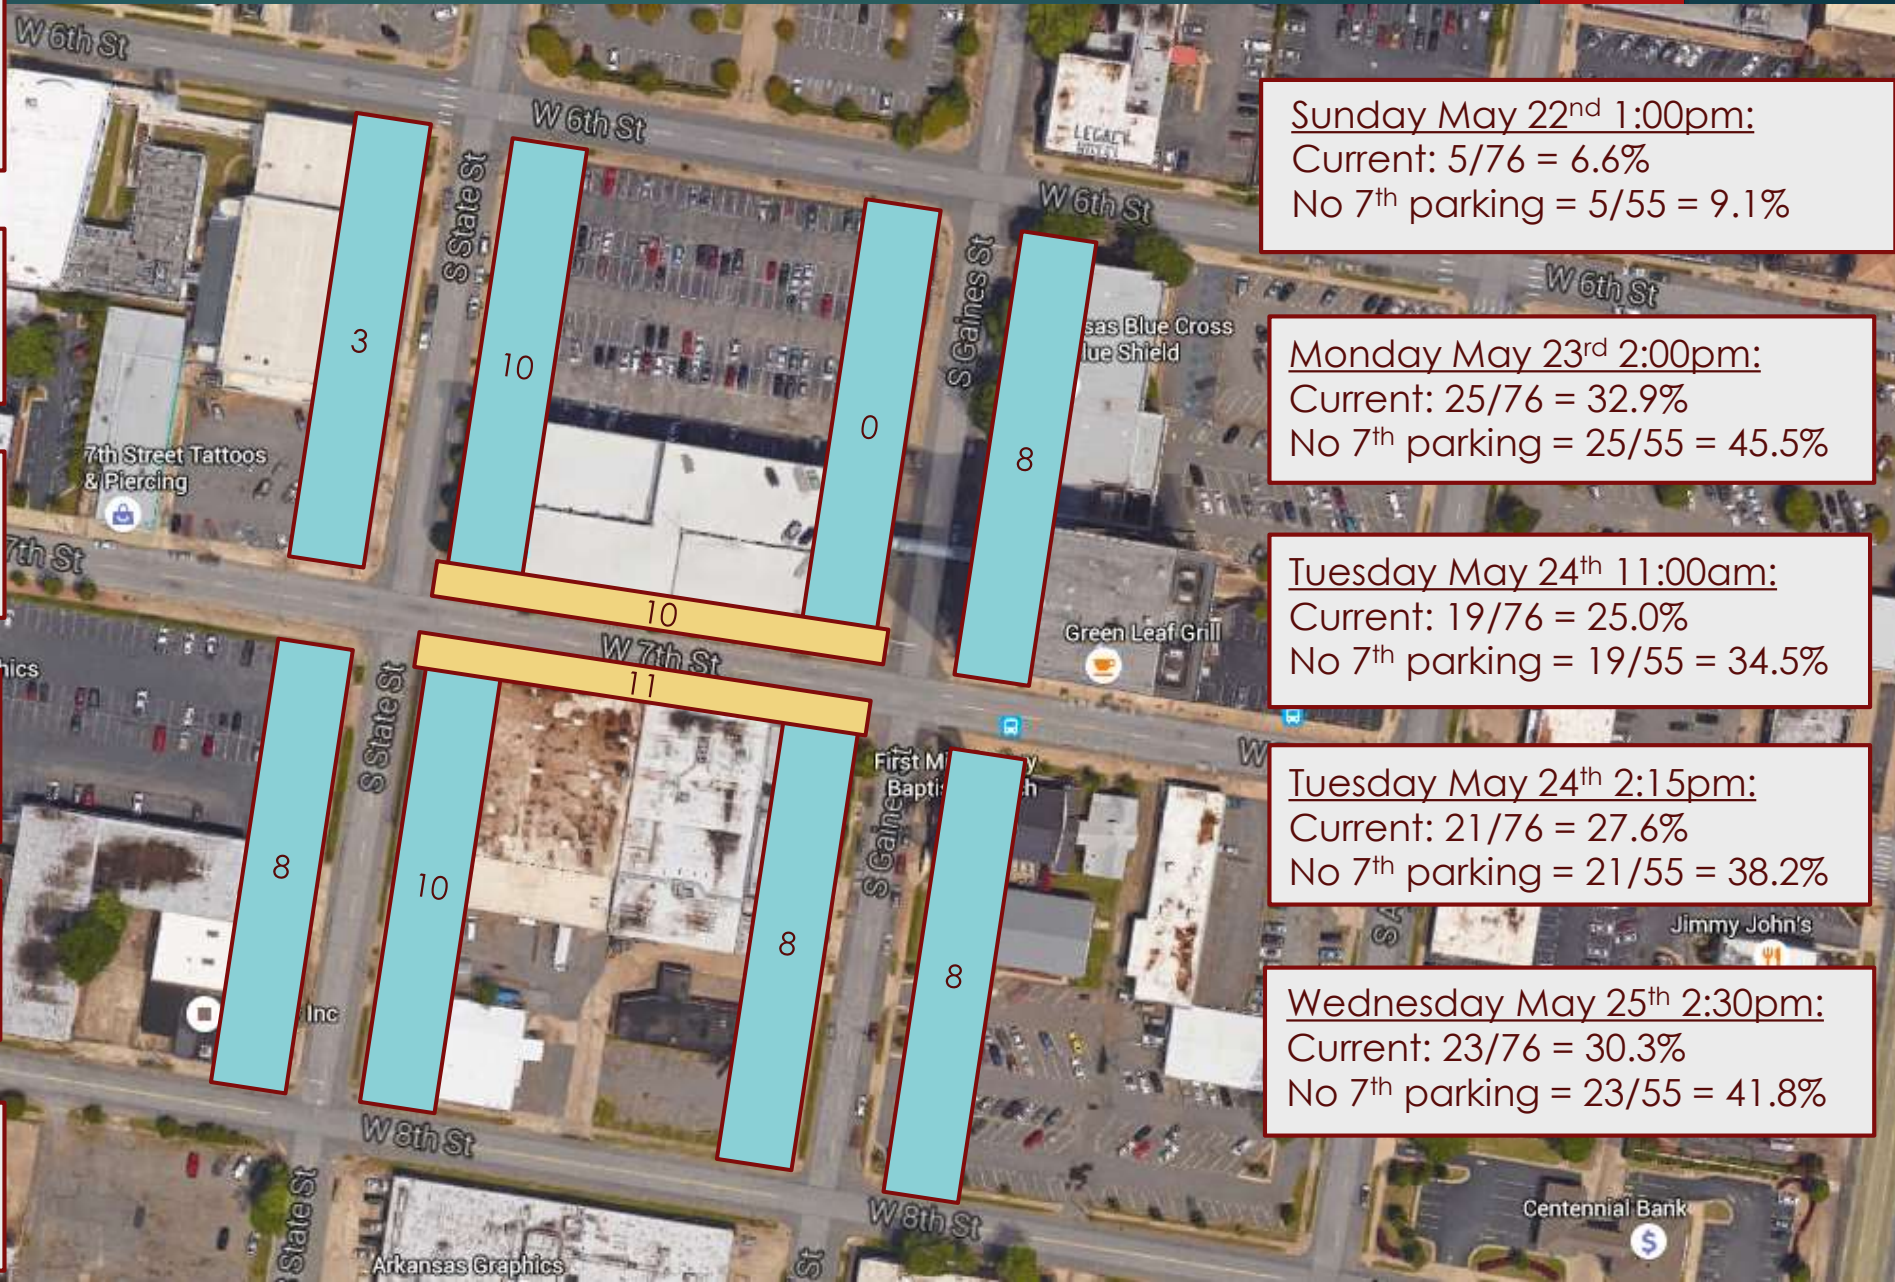 W 6th St
W 6th St
W 6th St
W 6th St
LEGACY
S State St
S Gaines St
3
10
0
8
sas Blue Cross
lue Shield
7th Street Tattoos
& Piercing
7th St
10
W 7th St
11
Green Leaf Grill
hics
S State St
First M y
Baptis h
S Gaine t
W
8
10
8
8
Inc
W 8th St
W 8th St
S State St
St
Arkansas Graphics
S A
Jimmy John's
Centennial Bank
Sunday May 22nd 1:00pm:
Current: 5/76 = 6.6%
No 7th parking = 5/55 = 9.1%
Monday May 23rd 2:00pm:
Current: 25/76 = 32.9%
No 7th parking = 25/55 = 45.5%
Tuesday May 24th 11:00am:
Current: 19/76 = 25.0%
No 7th parking = 19/55 = 34.5%
Tuesday May 24th 2:15pm:
Current: 21/76 = 27.6%
No 7th parking = 21/55 = 38.2%
Wednesday May 25th 2:30pm:
Current: 23/76 = 30.3%
No 7th parking = 23/55 = 41.8%